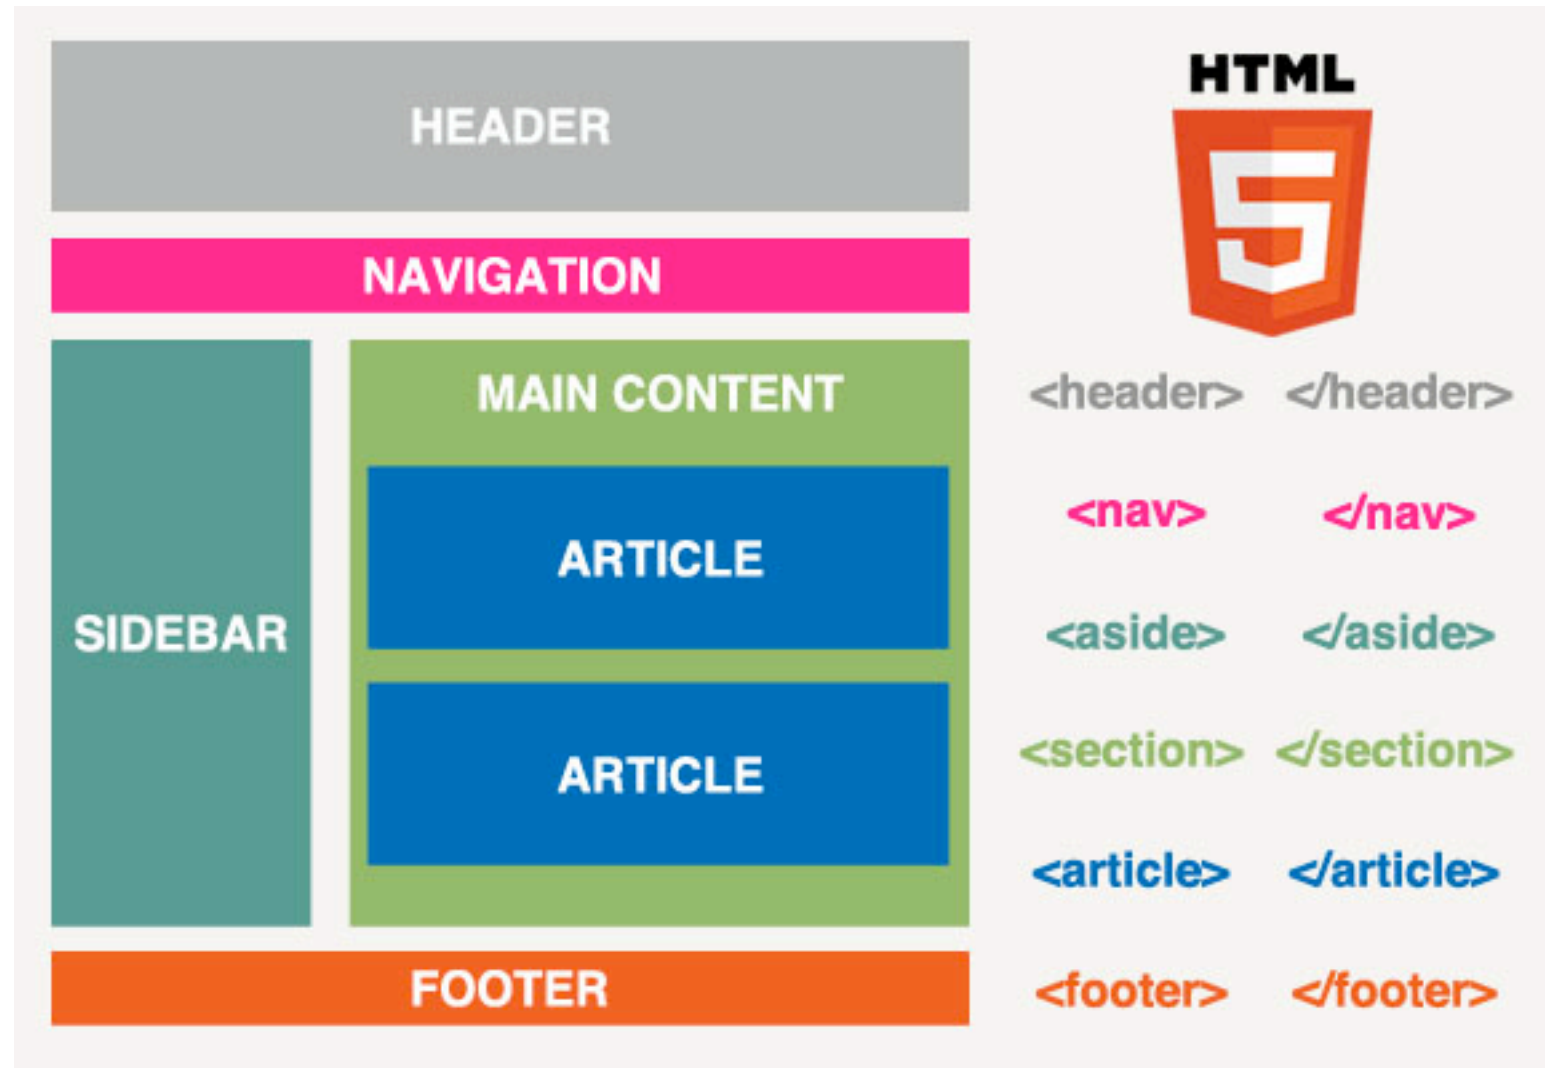 HEADER
NAVIGATION
SIDEBAR
MAIN CONTENT
ARTICLE
ARTICLE
FOOTER
HTML
5
<header> </header>
<nav> </nav>
<aside> </aside>
<section> </section>
<article> </article>
<footer> </footer>